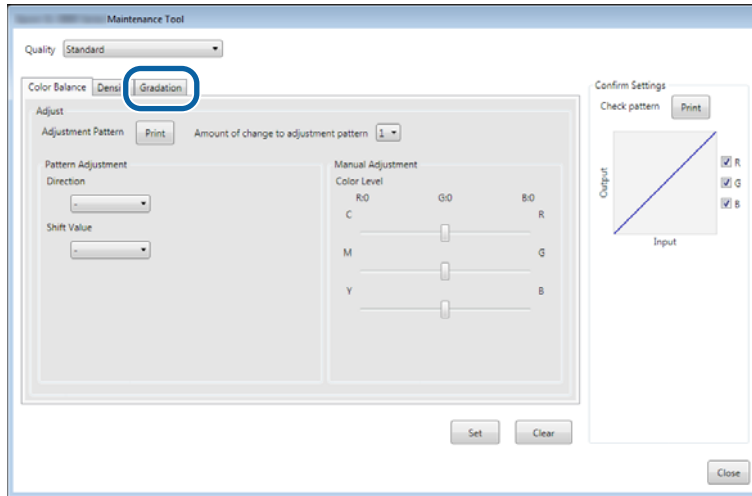 Maintenance Tool
Quality Standard
Color Balance Gradation
Adjust
Adjustment Pattern Print Amount of change to adjustment pattern 1
Pattern Adjustment
Direction
-
Shift Value
-
Manual Adjustment
Color Level
R:0 G:0 B:0
C R
M G
Y B
Set Clear
Confirm Settings
Check pattern Print
Output
R
G
B
Input
Close